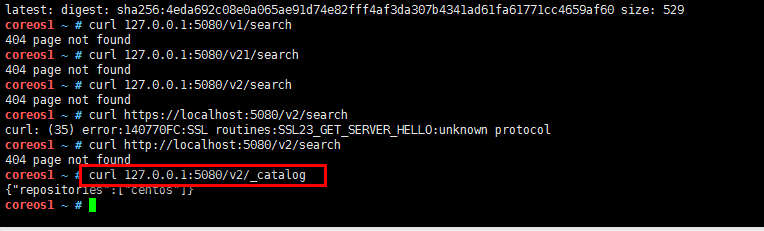 latest: digest: sha256:4eda692c08e0a065ae91d74e82fff4af3da307b4341ad61fa61771cc4659af60 size: 529
coreos1 ~ # curl 127.0.0.1:5080/v1/search
404 page not found
coreos1 ~ # curl 127.0.0.1:5080/v21/search
404 page not found
coreos1 ~ # curl 127.0.0.1:5080/v2/search
404 page not found
coreos1 ~ # curl https://localhost:5080/v2/search
curl: (35) error:140770FC:SSL routines:SSL23_GET_SERVER_HELLO:unknown protocol
coreos1 ~ # curl http://localhost:5080/v2/search
404 page not found
coreos1 ~ # curl 127.0.0.1:5080/v2/_catalog
{"repositories":["centos"]}
coreos1 ~ #